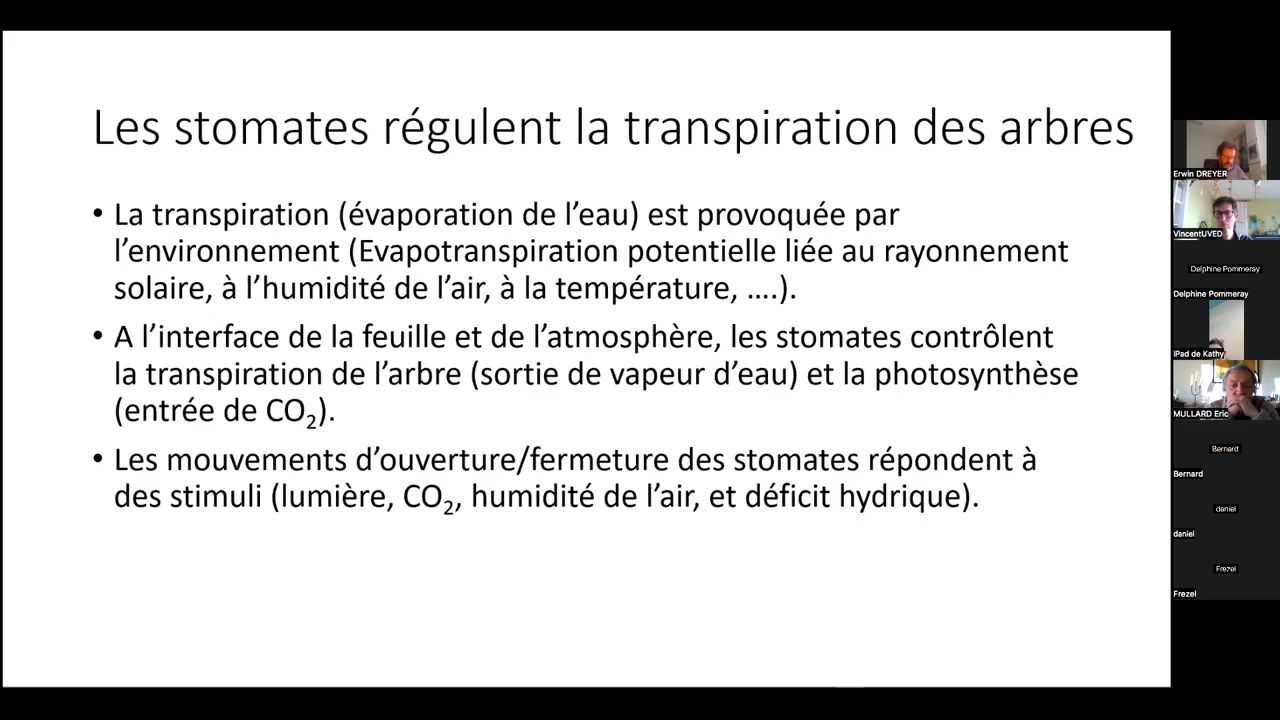 Les stomates régulent la transpiration des arbres
• La transpiration (évaporation de l'eau) est provoquée par
l'environnement (Evapotranspiration potentielle liée au rayonnement
solaire, à l'humidité de l'air, à la température, ….).
• A l'interface de la feuille et de l'atmosphère, les stomates contrôlent
la transpiration de l'arbre (sortie de vapeur d'eau) et la photosynthèse
(entrée de CO₂).
• Les mouvements d'ouverture/fermeture des stomates répondent à
des stimuli (lumière, CO₂, humidité de l'air, et déficit hydrique).
Erwin DREYER
VincentUVED
Delphine Pommeray
Delphine Pommeray
iPad de Kathy
MULLARD Eric
Bernard
Bernard
daniel
daniel
Frezel
Frezel